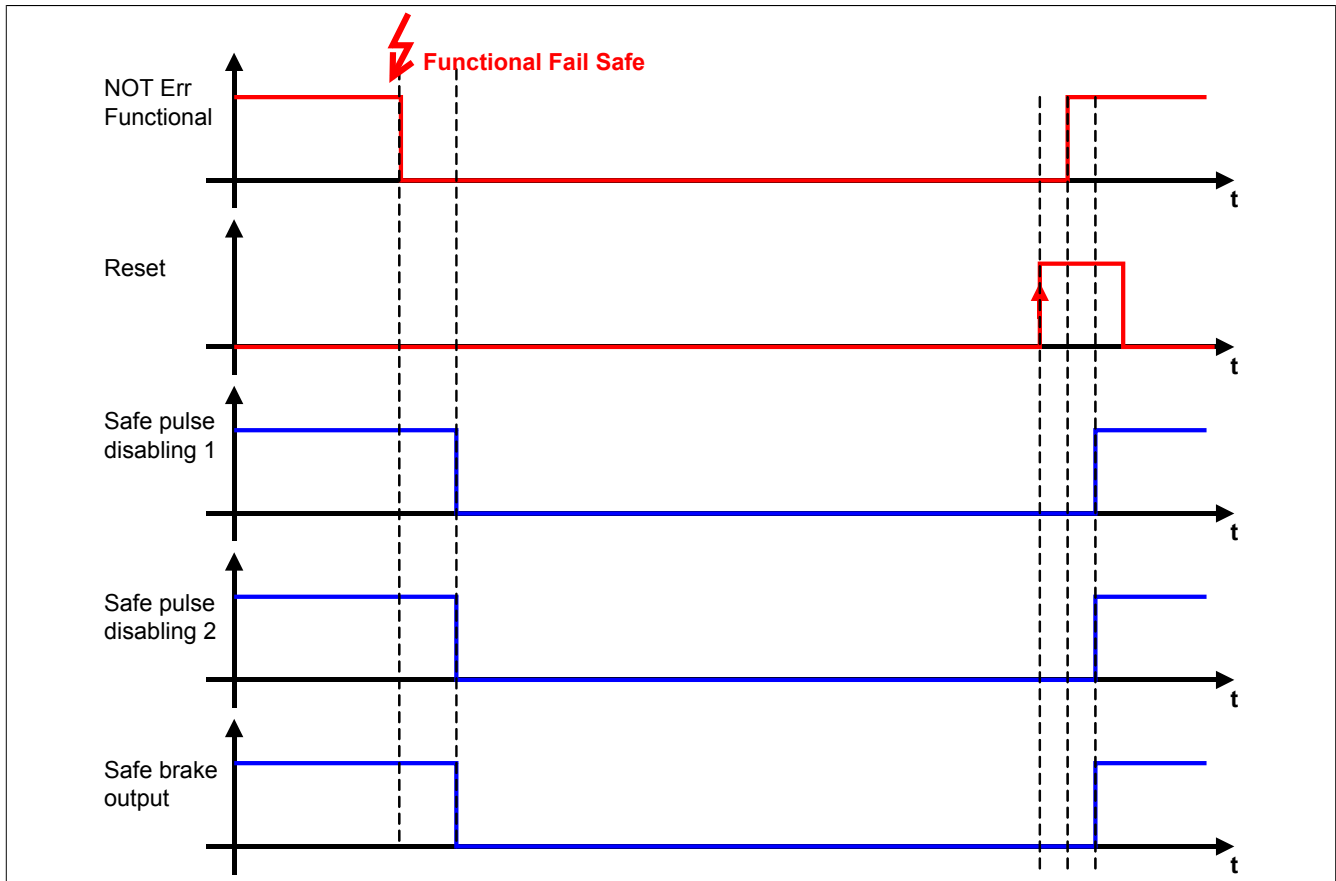 Functional Fail Safe
NOT Err
Functional
t
Reset
t
Safe pulse
disabling 1
t
Safe pulse
disabling 2
t
Safe brake
output
t